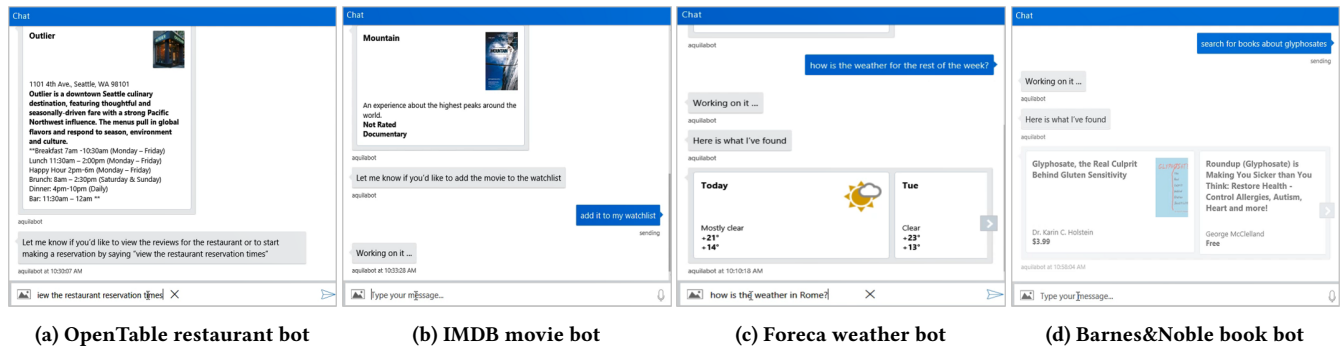 Chat
Outlier
1101 4th Ave., Seattle, WA 98101
Outlier is a downtown Seattle culinary
destination, featuring thoughtful and
seasonally-driven fare with a strong Pacific
Northwest influence. The menus pull in global
flavors and respond to season, environment
and culture.
**Breakfast 7am -10:30am (Monday – Friday)
Lunch 11:30am – 2:00pm (Monday – Friday)
Happy Hour 2pm-6m (Monday – Friday)
Brunch: 8am – 2:30pm (Saturday & Sunday)
Dinner: 4pm-10pm (Daily)
Bar: 11:30am – 12am **
aquilabot
Let me know if you'd like to view the reviews for the restaurant or to start
making a reservation by saying "view the restaurant reservation times"
aquilabot at 10:30:07 AM
iew the restaurant reservation times
(a) OpenTable restaurant bot
Chat
Mountain
MOUNTAIN
An experience about the highest peaks around the
world.
Not Rated
Documentary
aquilabot
Let me know if you'd like to add the movie to the watchlist
aquilabot
add it to my watchlist
sending
Working on it ...
aquilabot at 10:33:28 AM
Type your message...
(b) IMDB movie bot
Chat
aquilabot
how is the weather for the rest of the week?
Working on it ...
aquilabot
Here is what I've found
aquilabot
Today
Mostly clear
+21°
+14°
Tue
Clear
+23°
+13°
aquilabot at 10:10:18 AM
how is the weather in Rome?
(c) Foreca weather bot
Chat
search for books about glyphosates
sending
Working on it ...
aquilabot
Here is what I've found
aquilabot
Glyphosate, the Real Culprit
Behind Gluten Sensitivity
Dr. Karin C. Holstein
$3.99
Roundup (Glyphosate) is
Making You Sicker than You
Think: Restore Health -
Control Allergies, Autism,
Heart and more!
George McClelland
Free
Type your message...
(d) Barnes&Noble book bot